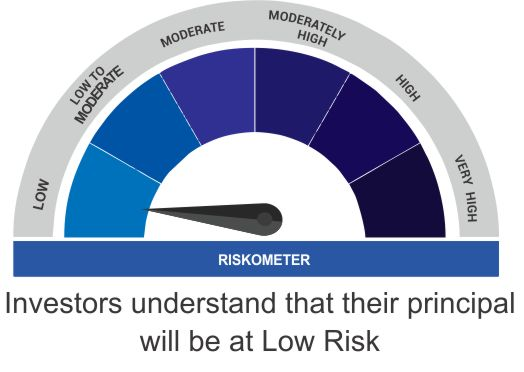 LOW
LOW TO
MODERATE
MODERATE
MODERATELY
HIGH
HIGH
VERY HIGH
RISKOMETER
Investors understand that their principal
will be at Low Risk